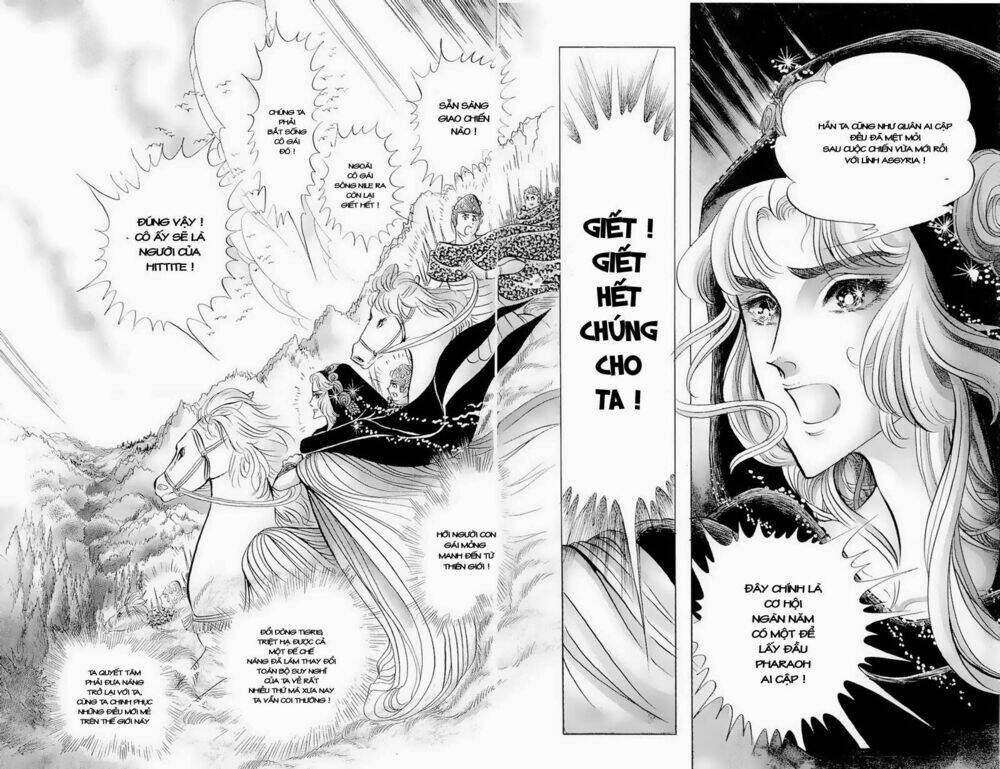 HẮN TA CŨNG NHƯ QUÂN AI CẬP
ĐỀU ĐÃ MỆT MỎI
SAU CUỘC CHIẾN VỪA MỚI RỒI
VỚI LÍNH ASSYRIA !
ĐÂY CHÍNH LÀ
CƠ HỘI
NGÀN NĂM
CÓ MỘT ĐỂ
LẤY ĐẦU
PHARAOH
AI CẬP !
GIẾT !
GIẾT
HẾT
CHÚNG
CHO
TA !
SẴN SÀNG
GIAO CHIẾN
NÀO !
CHÚNG TA
PHẢI
BẮT SỐNG
CÔ GÁI
ĐÓ !
NGOÀI
CÔ GÁI
SÔNG NILE RA
CÒN LẠI
GIẾT HẾT !
ĐÚNG VẬY !
CÔ ẤY SẼ LÀ
NGƯỜI CỦA
HITTITE !
HỠI NGƯỜI CON
GÁI MỎNG
MANH ĐẾN TỪ
THIÊN GIỚI !
ĐỔI DÒNG TIGRIS,
TRIỆT HẠ ĐƯỢC CẢ
MỘT ĐẾ CHẾ
NÀNG ĐÃ LÀM THAY ĐỔI
TOÀN BỘ SUY NGHĨ
CỦA TA VỀ RẤT
NHIỀU THỨ MÀ XƯA NAY
TA VẪN COI THƯỜNG !
TA QUYẾT TÂM
PHẢI ĐƯA NÀNG
TRỞ LẠI VỚI TA,
CÙNG TA CHINH PHỤC
NHỮNG ĐIỀU MỚI MẺ
TRÊN THẾ GIỚI NÀY